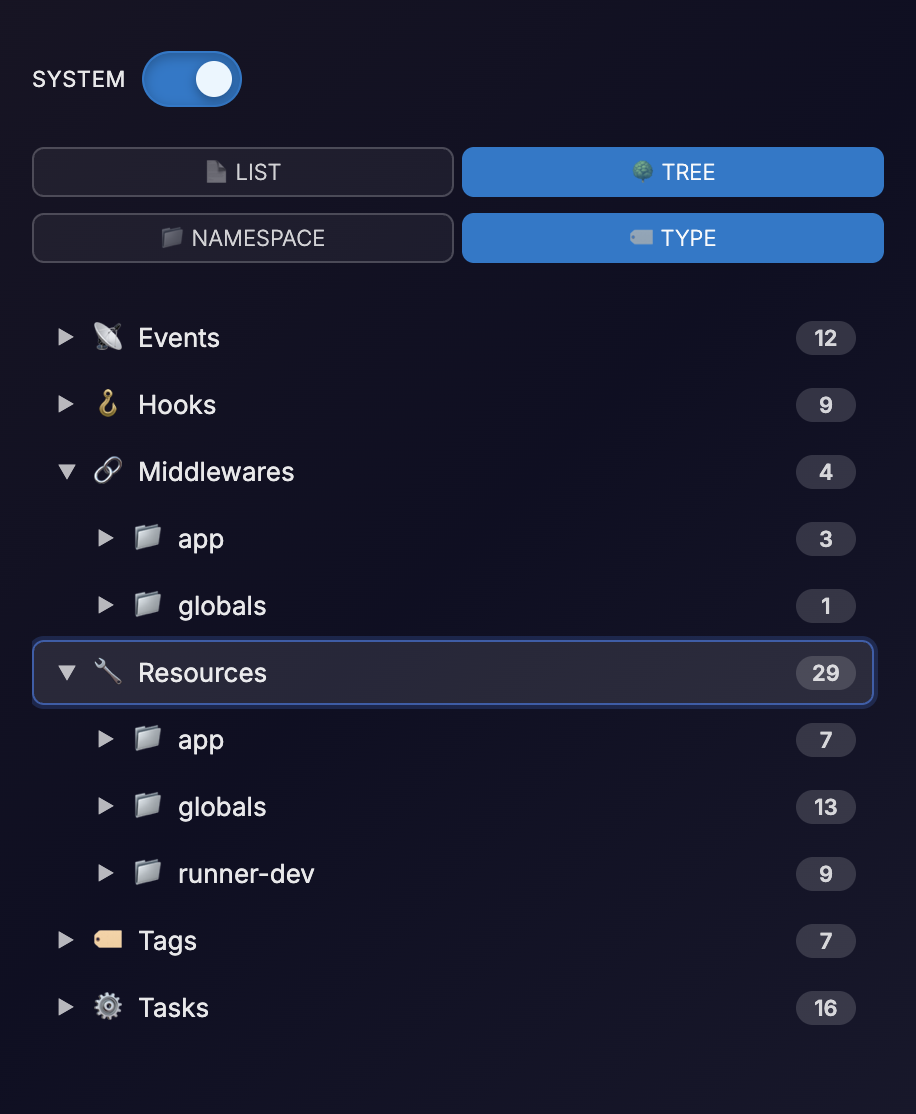 SYSTEM
LIST TREE
NAMESPACE TYPE
Events 12
Hooks 9
Middlewares 4
app 3
globals 1
Resources 29
app 7
globals 13
runner-dev 9
Tags 7
Tasks 16